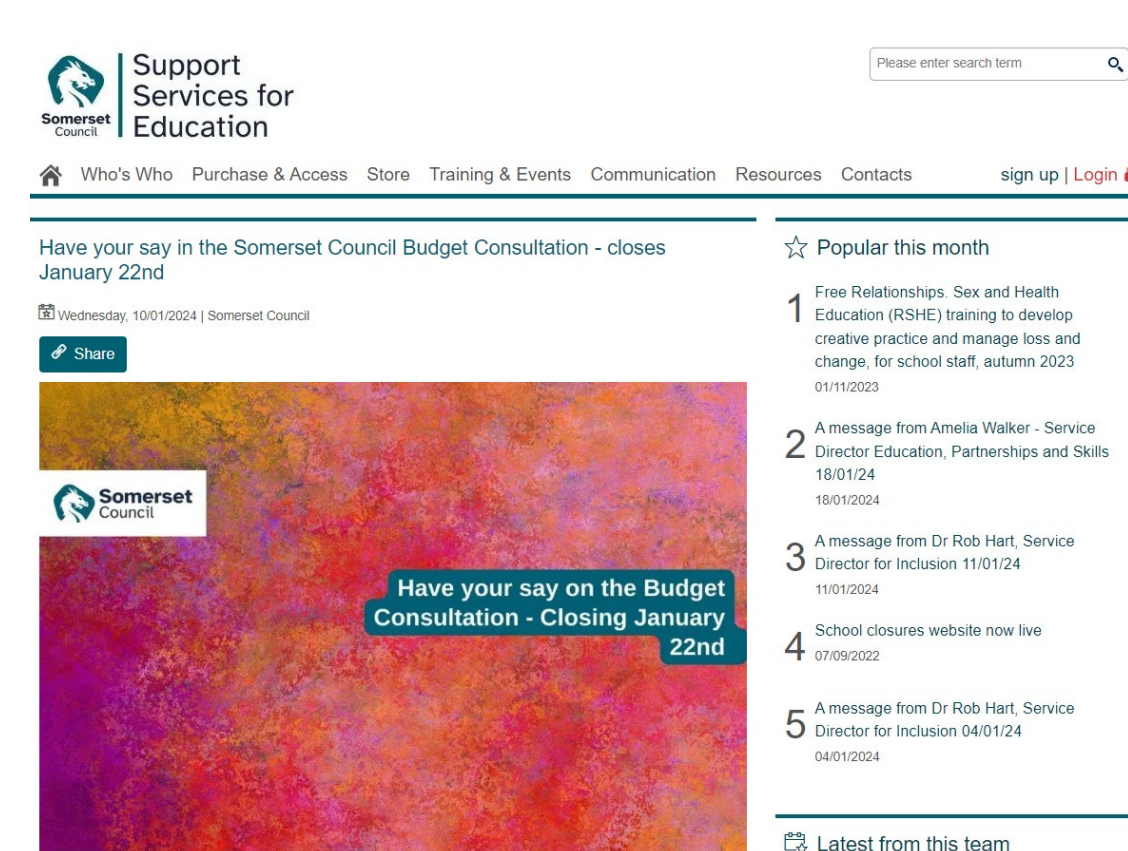 Somerset
Council
Support
Services for
Education
Please enter search term
Who's Who Purchase & Access Store Training & Events Communication Resources Contacts sign up | Login
Have your say in the Somerset Council Budget Consultation - closes
January 22nd
Wednesday, 10/01/2024 | Somerset Council
Share
Somerset
Council
Have your say on the Budget
Consultation - Closing January
22nd
Popular this month
1
Free Relationships. Sex and Health
Education (RSHE) training to develop
creative practice and manage loss and
change, for school staff, autumn 2023
01/11/2023
2
A message from Amelia Walker - Service
Director Education, Partnerships and Skills
18/01/24
18/01/2024
3
A message from Dr Rob Hart, Service
Director for Inclusion 11/01/24
11/01/2024
4
School closures website now live
07/09/2022
5
A message from Dr Rob Hart, Service
Director for Inclusion 04/01/24
04/01/2024
Latest from this team